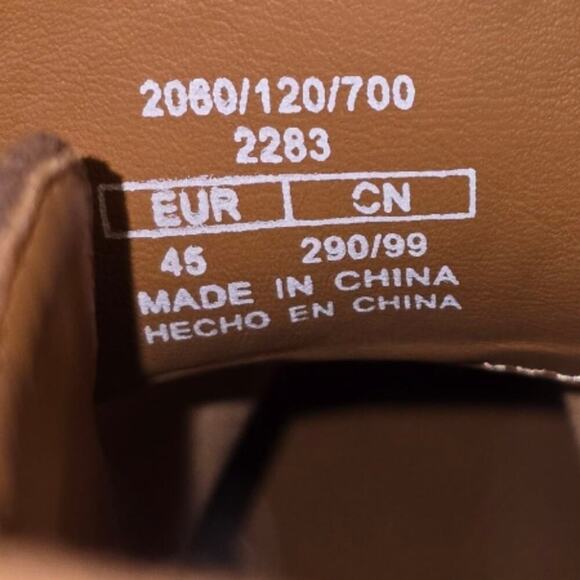 2060/120/700
2283
EUR CN
45 290/99
MADE IN CHINA
HECHO EN CHINA